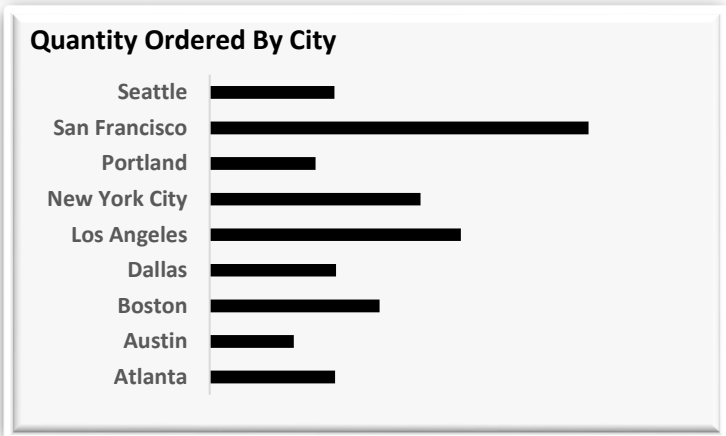 Quantity Ordered By City
Seattle
San Francisco
Portland
New York City
Los Angeles
Dallas
Boston
Austin
Atlanta